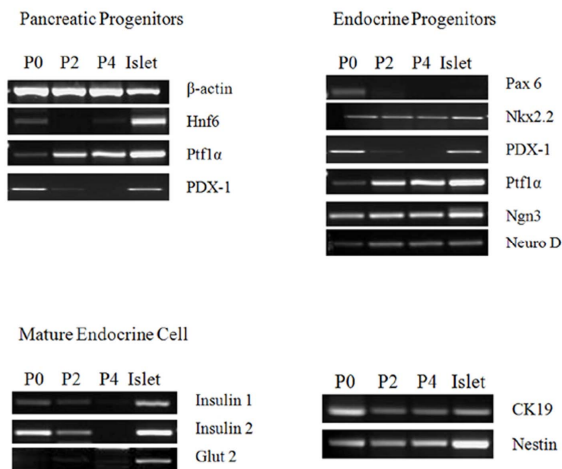 Pancreatic Progenitors
P0 P2 P4 Islet
β-actin
Hnf6
Ptf1α
PDX-1
Endocrine Progenitors
P0 P2 P4 Islet
Pax 6
Nkx2.2
PDX-1
Ptf1α
Ngn3
Neuro D
Mature Endocrine Cell
P0 P2 P4 Islet
Insulin 1
Insulin 2
Glut 2
P0 P2 P4 Islet
CK19
Nestin